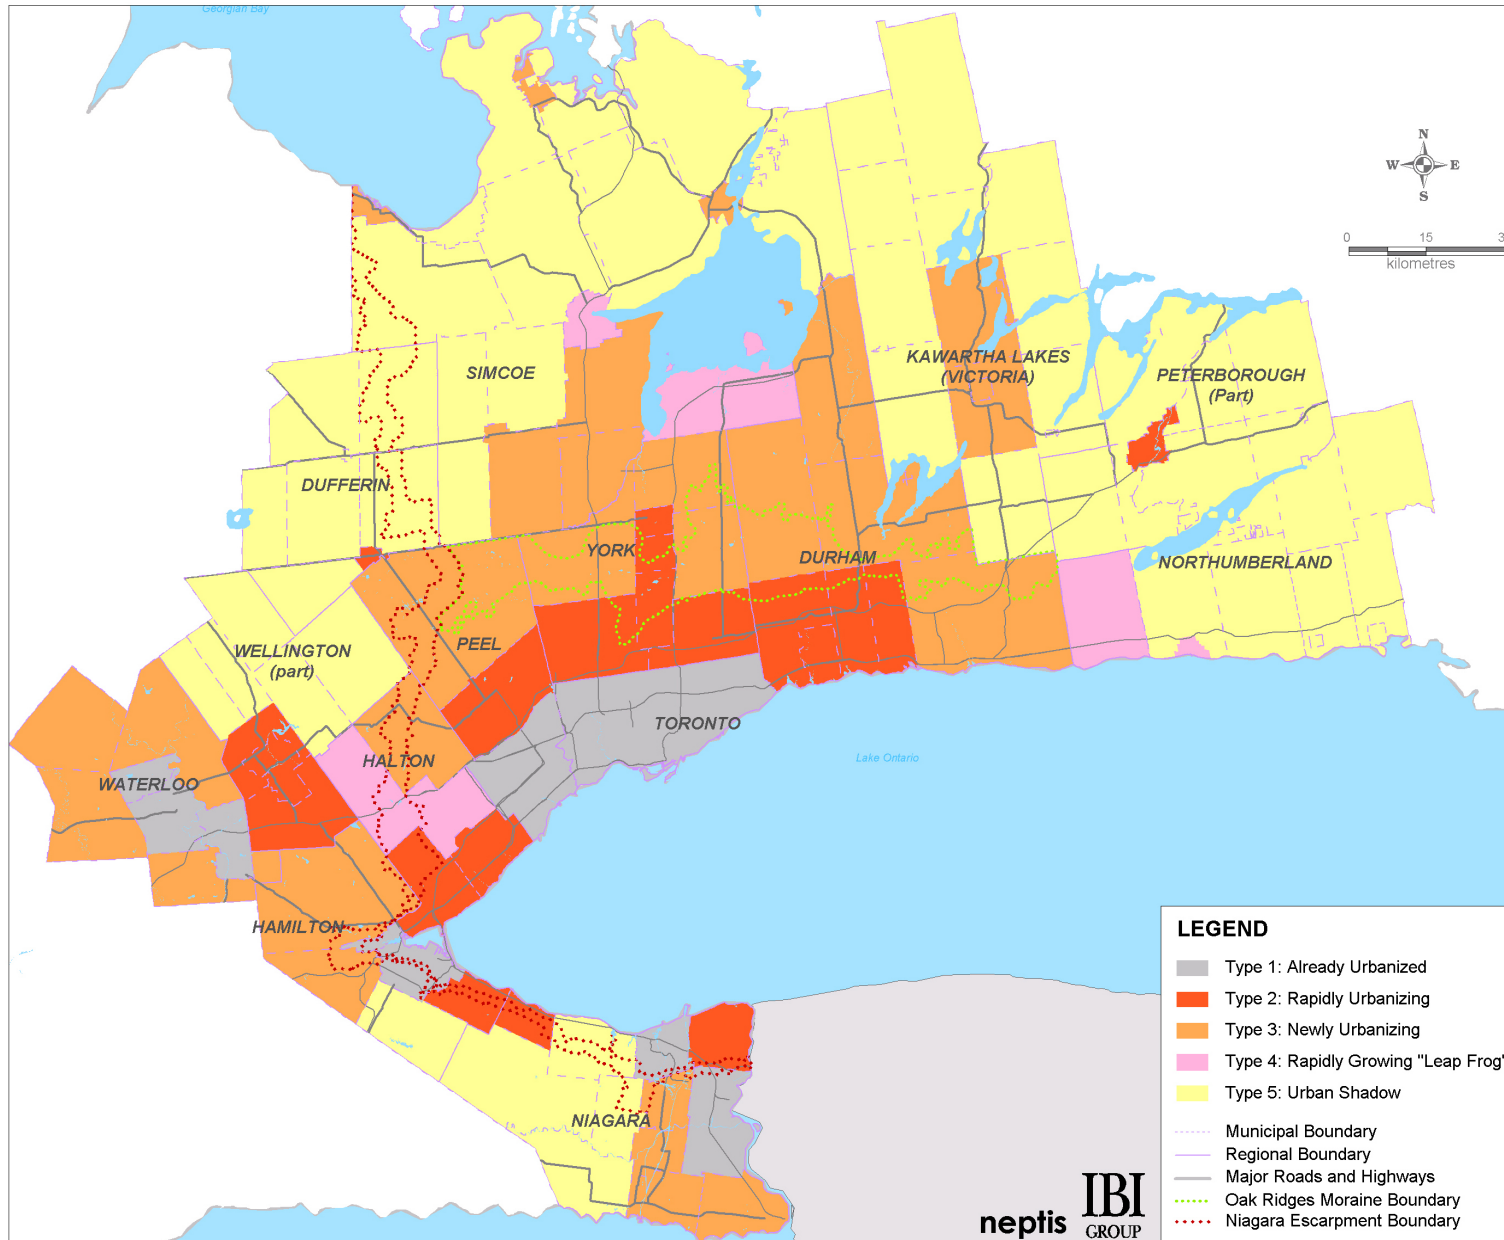 Georgian Bay
N
W E
S
0 15 3
kilometres
KAWARTHA LAKES
(VICTORIA)
SIMCOE
PETERBOROUGH
(Part)
DUFFERIN
YORK
DURHAM
NORTHUMBERLAND
PEEL
WELLINGTON
(part)
TORONTO
HALTON
Lake Ontario
WATERLOO
HAMILTON
NIAGARA
LEGEND
Type 1: Already Urbanized
Type 2: Rapidly Urbanizing
Type 3: Newly Urbanizing
Type 4: Rapidly Growing "Leap Frog"
Type 5: Urban Shadow
Municipal Boundary
Regional Boundary
Major Roads and Highways
Oak Ridges Moraine Boundary
Niagara Escarpment Boundary
neptis
IBI
GROUP